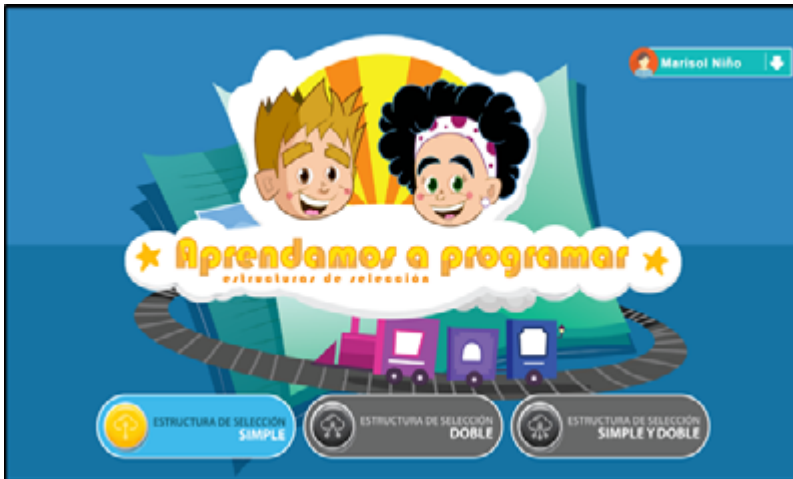 Marisol Niño
Aprendamos a programar
estructuras de selección
ESTRUCTURA DE SELECCIÓN
SIMPLE
ESTRUCTURA DE SELECCIÓN
DOBLE
ESTRUCTURA DE SELECCIÓN
SIMPLE Y DOBLE